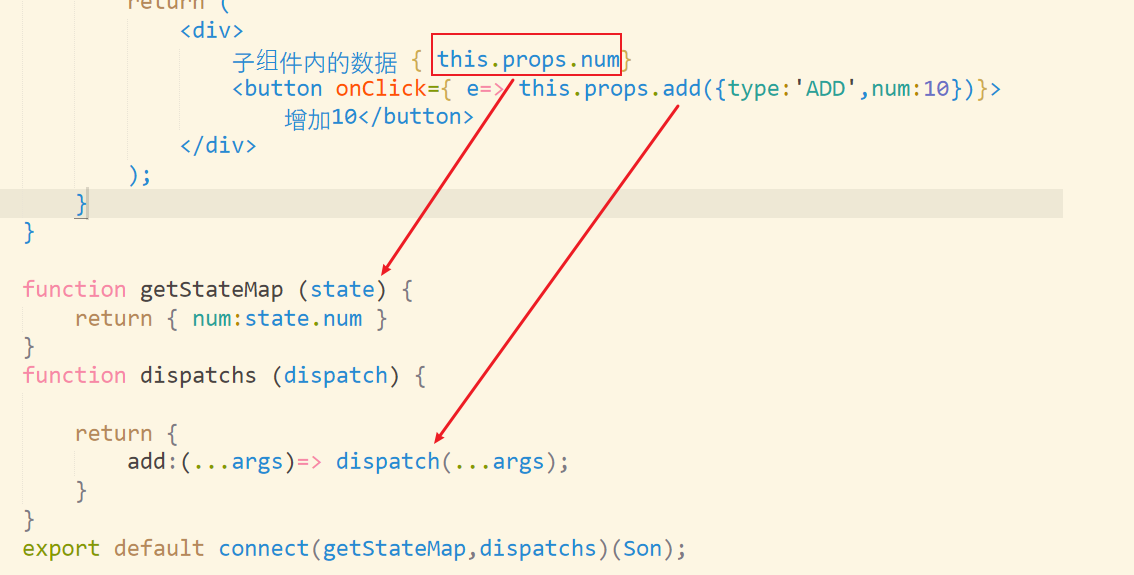 return (
<div>
子组件内的数据 { this.props.num}
<button onClick={ e=> this.props.add({type:'ADD',num:10})}>
增加10</button>
</div>
);
}
}
function getStateMap (state) {
return { num:state.num }
}
function dispatchs (dispatch) {
return {
add:(...args)=> dispatch(...args);
}
}
export default connect(getStateMap,dispatchs)(Son);